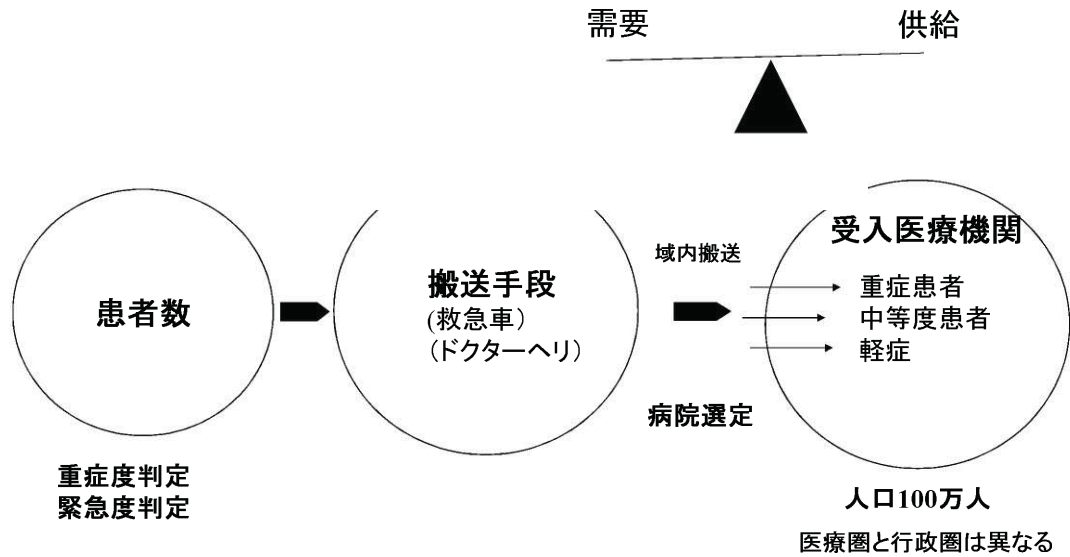 需要
供給
患者数
重症度判定
緊急度判定
搬送手段
(救急車)
(ドクターヘリ)
域内搬送
病院選定
受入医療機関
重症患者
中等度患者
軽症
人口100万人
医療圏と行政圏は異なる